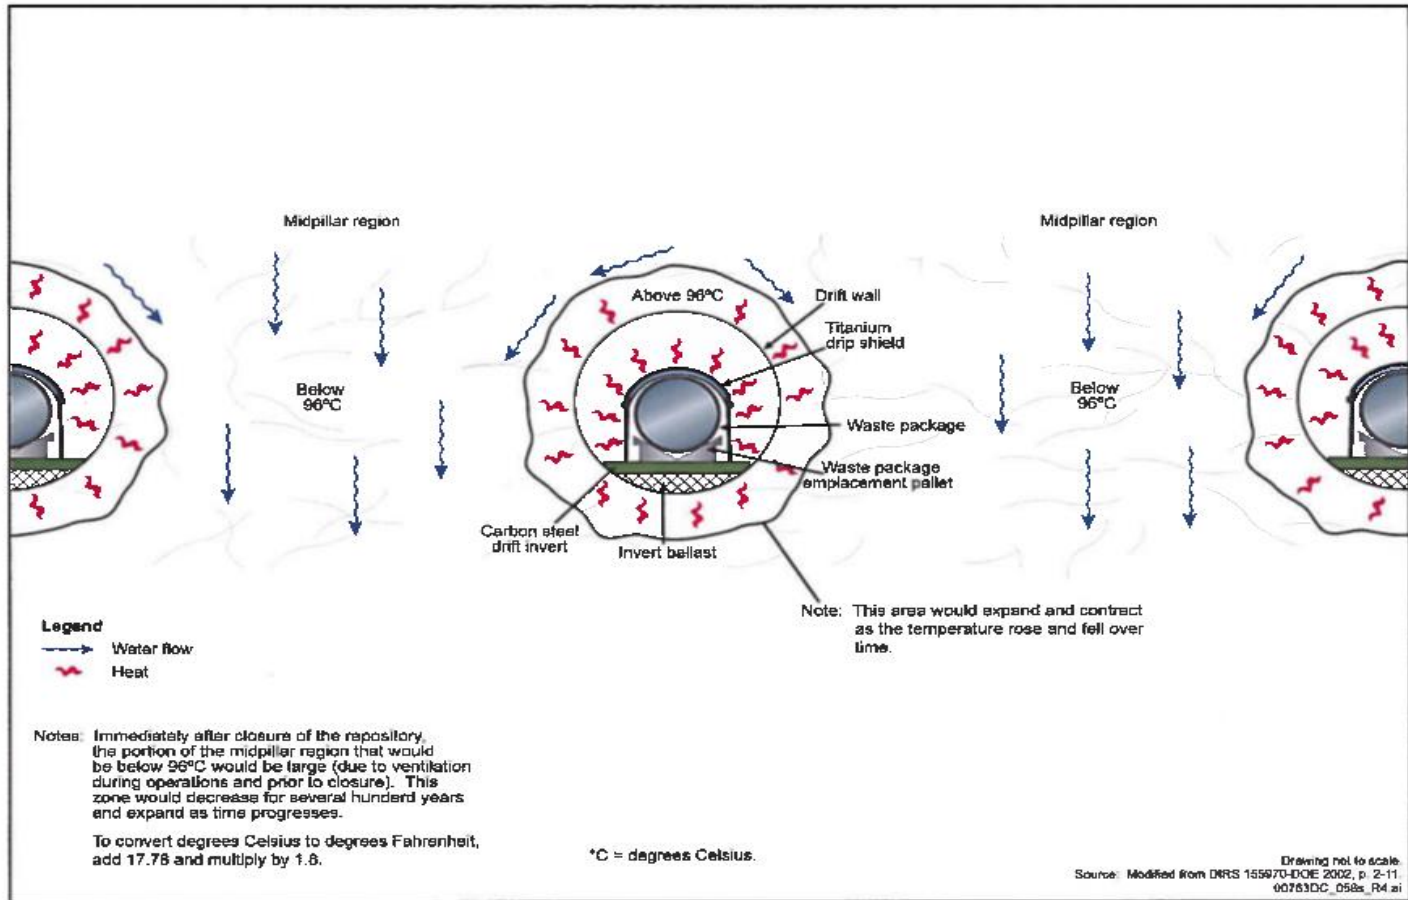 Midpillar region
Midpillar region
Above 96°C
Drift wall
Titanium
drip shield
Below
96°C
Below
96°C
Waste package
Waste package
emplacement pallet
Carbon steel
drift invert
Invert ballast
Note: This area would expand and contract
as the temperature rose and fell over
time.
Legend
Water flow
Heat
Notes: Immediately after closure of the repository,
the portion of the midpillar region that would
be below 96°C would be large (due to ventilation
during operations and prior to closure). This
zone would decrease for several hunderd years
and expand as time progresses.
To convert degrees Celsius to degrees Fahrenheit,
add 17.78 and multiply by 1.8.
°C = degrees Celsius.
Drawing not to scale.
Source: Modified from DIRS 155970-DOE 2002, p. 2-11.
00763DC_058s_R4.ai